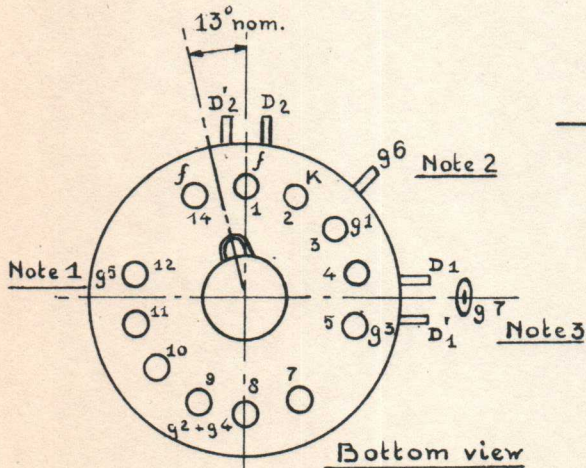 13° nom.
D'2 D2
g6 Note 2
f f K
14 1 2
g1
3
Note 1 g5 12 4 D1
g7
11 5 g3 D'1 Note 3
10
9 8 7
g2 + g4
Bottom view